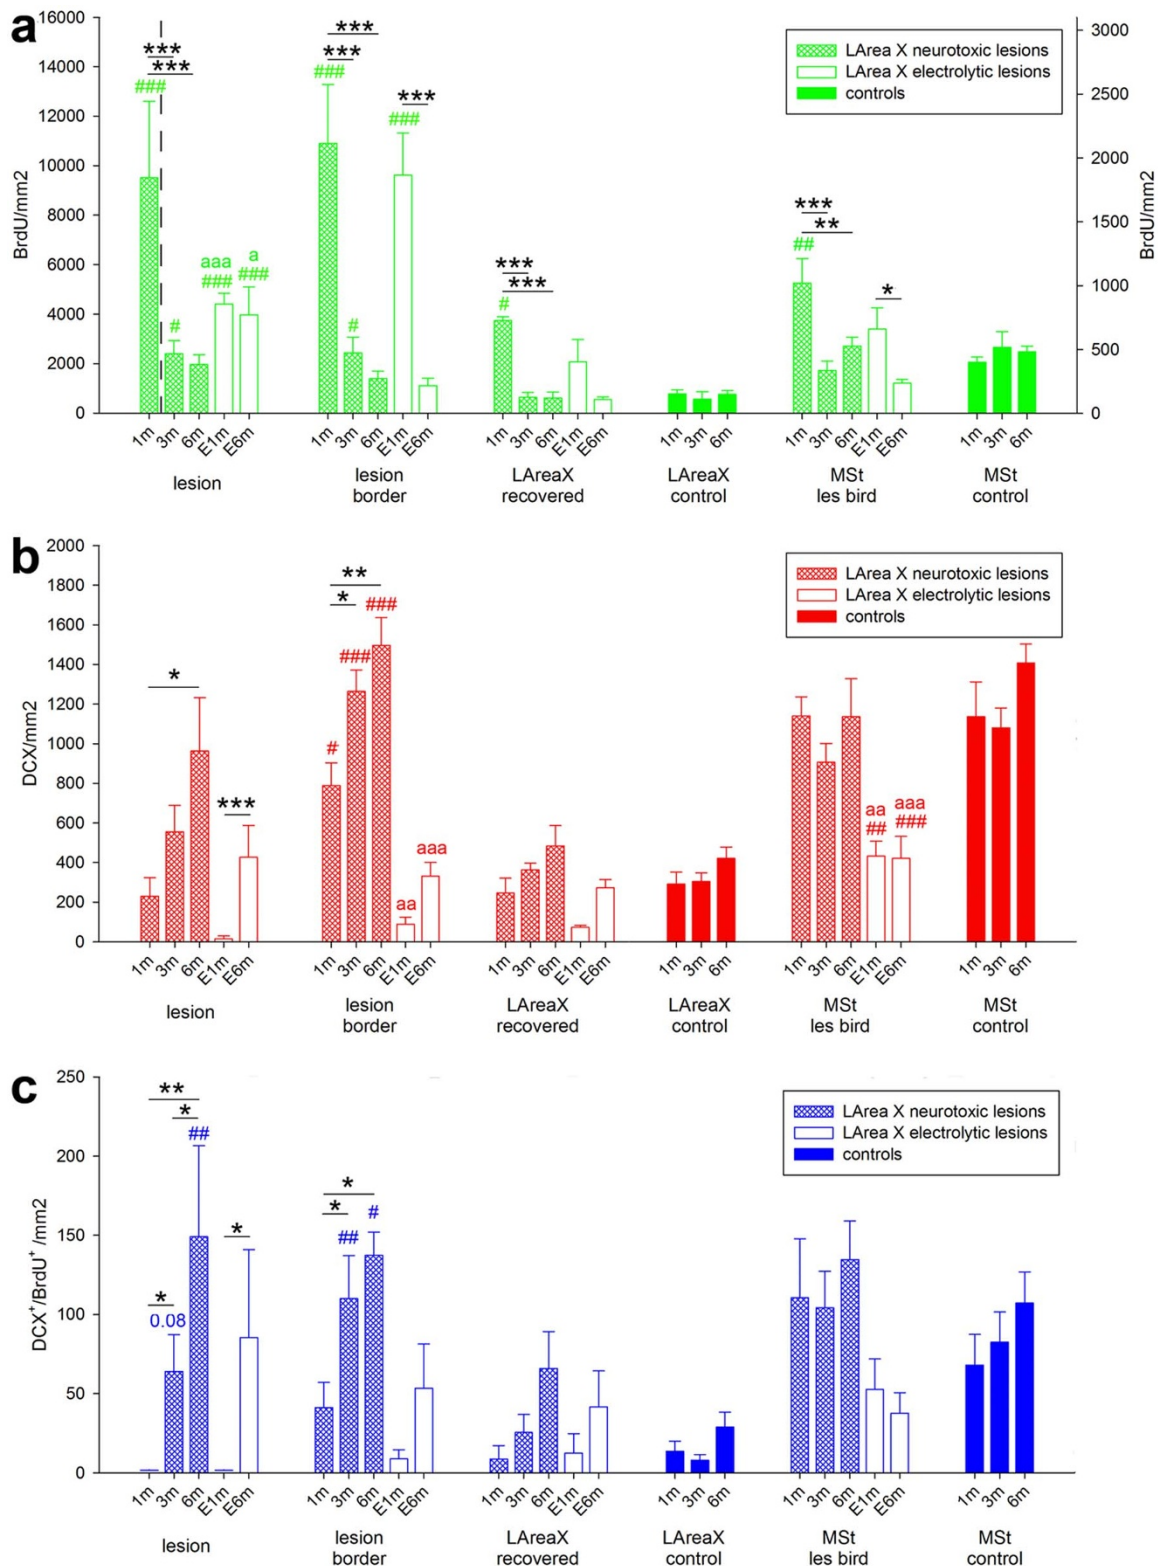 a
16000
14000
12000
10000
8000
6000
4000
2000
0
BrdU/mm2
3000
2500
2000
1500
1000
500
0
BrdU/mm2
LArea X neurotoxic lesions
LArea X electrolytic lesions
controls
***
***
###
#
aaa
###
a
###
***
***
###
#
###
***
***
***
#
***
**
##
*
1m 3m 6m E1m E6m
1m 3m 6m E1m E6m
1m 3m 6m E1m E6m
1m 3m 6m
1m 3m 6m E1m E6m
1m 3m 6m
lesion
lesion
border
LAreaX
recovered
LAreaX
control
MSt
les bird
MSt
control
b
2000
1800
1600
1400
1200
1000
800
600
400
200
0
DCX/mm2
LArea X neurotoxic lesions
LArea X electrolytic lesions
controls
*
***
**
*
#
###
###
aa
aaa
aa
##
aaa
###
1m 3m 6m E1m E6m
1m 3m 6m E1m E6m
1m 3m 6m E1m E6m
1m 3m 6m
1m 3m 6m E1m E6m
1m 3m 6m
lesion
lesion
border
LAreaX
recovered
LAreaX
control
MSt
les bird
MSt
control
c
250
200
150
100
50
0
DCX+/BrdU+ /mm2
LArea X neurotoxic lesions
LArea X electrolytic lesions
controls
**
*
##
*
0.08
*
*
*
##
#
1m 3m 6m E1m E6m
1m 3m 6m E1m E6m
1m 3m 6m E1m E6m
1m 3m 6m
1m 3m 6m E1m E6m
1m 3m 6m
lesion
lesion
border
LAreaX
recovered
LAreaX
control
MSt
les bird
MSt
control